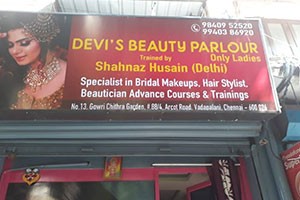 98409 52520
99403 86920
DEVI'S BEAUTY PARLOUR
Trained by Only Ladies
Shahnaz Husain (Delhi)
Specialist in Bridal Makeups, Hair Stylist,
Beautician Advance Courses & Trainings
No.13, Gowri Chithra Garden, # 88/4, Arcot Road, Vadapalani, Chennai - 600 026